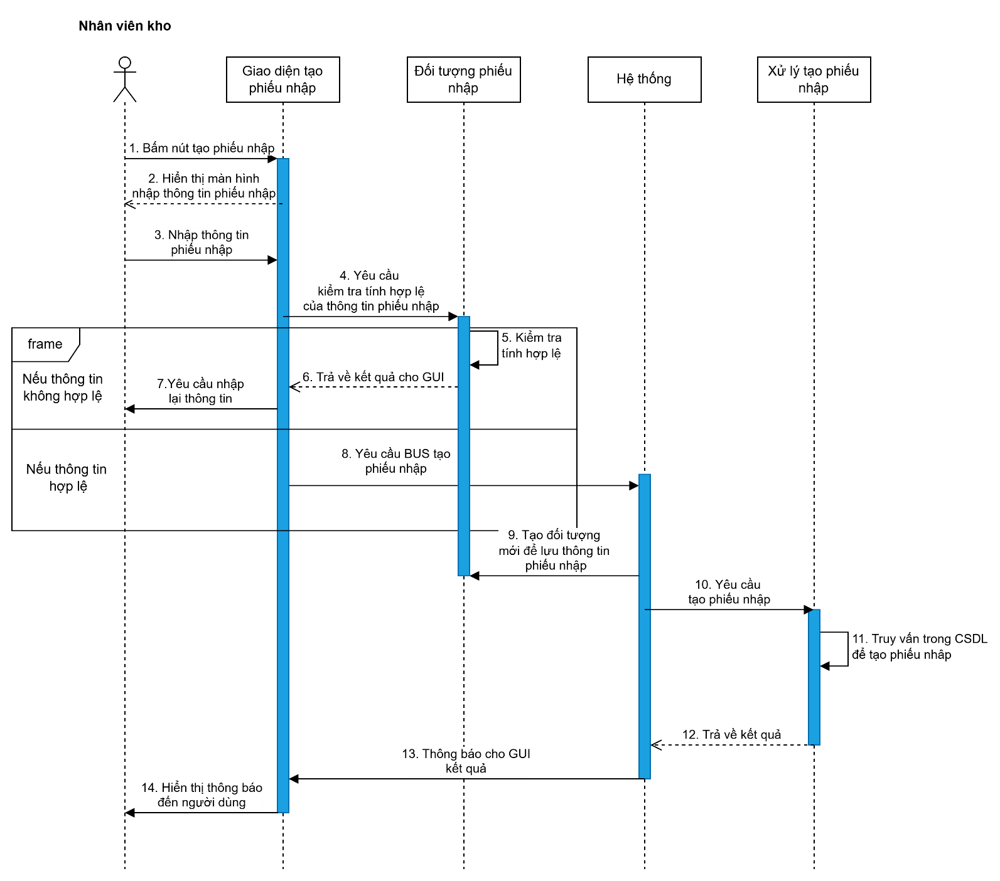 Nhân viên kho
Giao diện tạo
phiếu nhập
Đối tượng phiếu
nhập
Hệ thống
Xử lý tạo phiếu
nhập
1. Bấm nút tạo phiếu nhập
2. Hiển thị màn hình
nhập thông tin phiếu nhập
3. Nhập thông tin
phiếu nhập
4. Yêu cầu
kiểm tra tính hợp lệ
của thông tin phiếu nhập
frame
5. Kiểm tra
tính hợp lệ
Nếu thông tin
không hợp lệ
6. Trả về kết quả cho GUI
7.Yêu cầu nhập
lại thông tin
8. Yêu cầu BUS tạo
phiếu nhập
Nếu thông tin
hợp lệ
9. Tạo đối tượng
mới để lựu thông tin
phiếu nhập
10. Yêu cầu
tạo phiếu nhập
11. Truy vấn trong CSDL
để tạo phiếu nhâp
12. Trả về kết quả
13. Thông báo cho GUI
kết quả
14. Hiển thị thông báo
đến người dùng